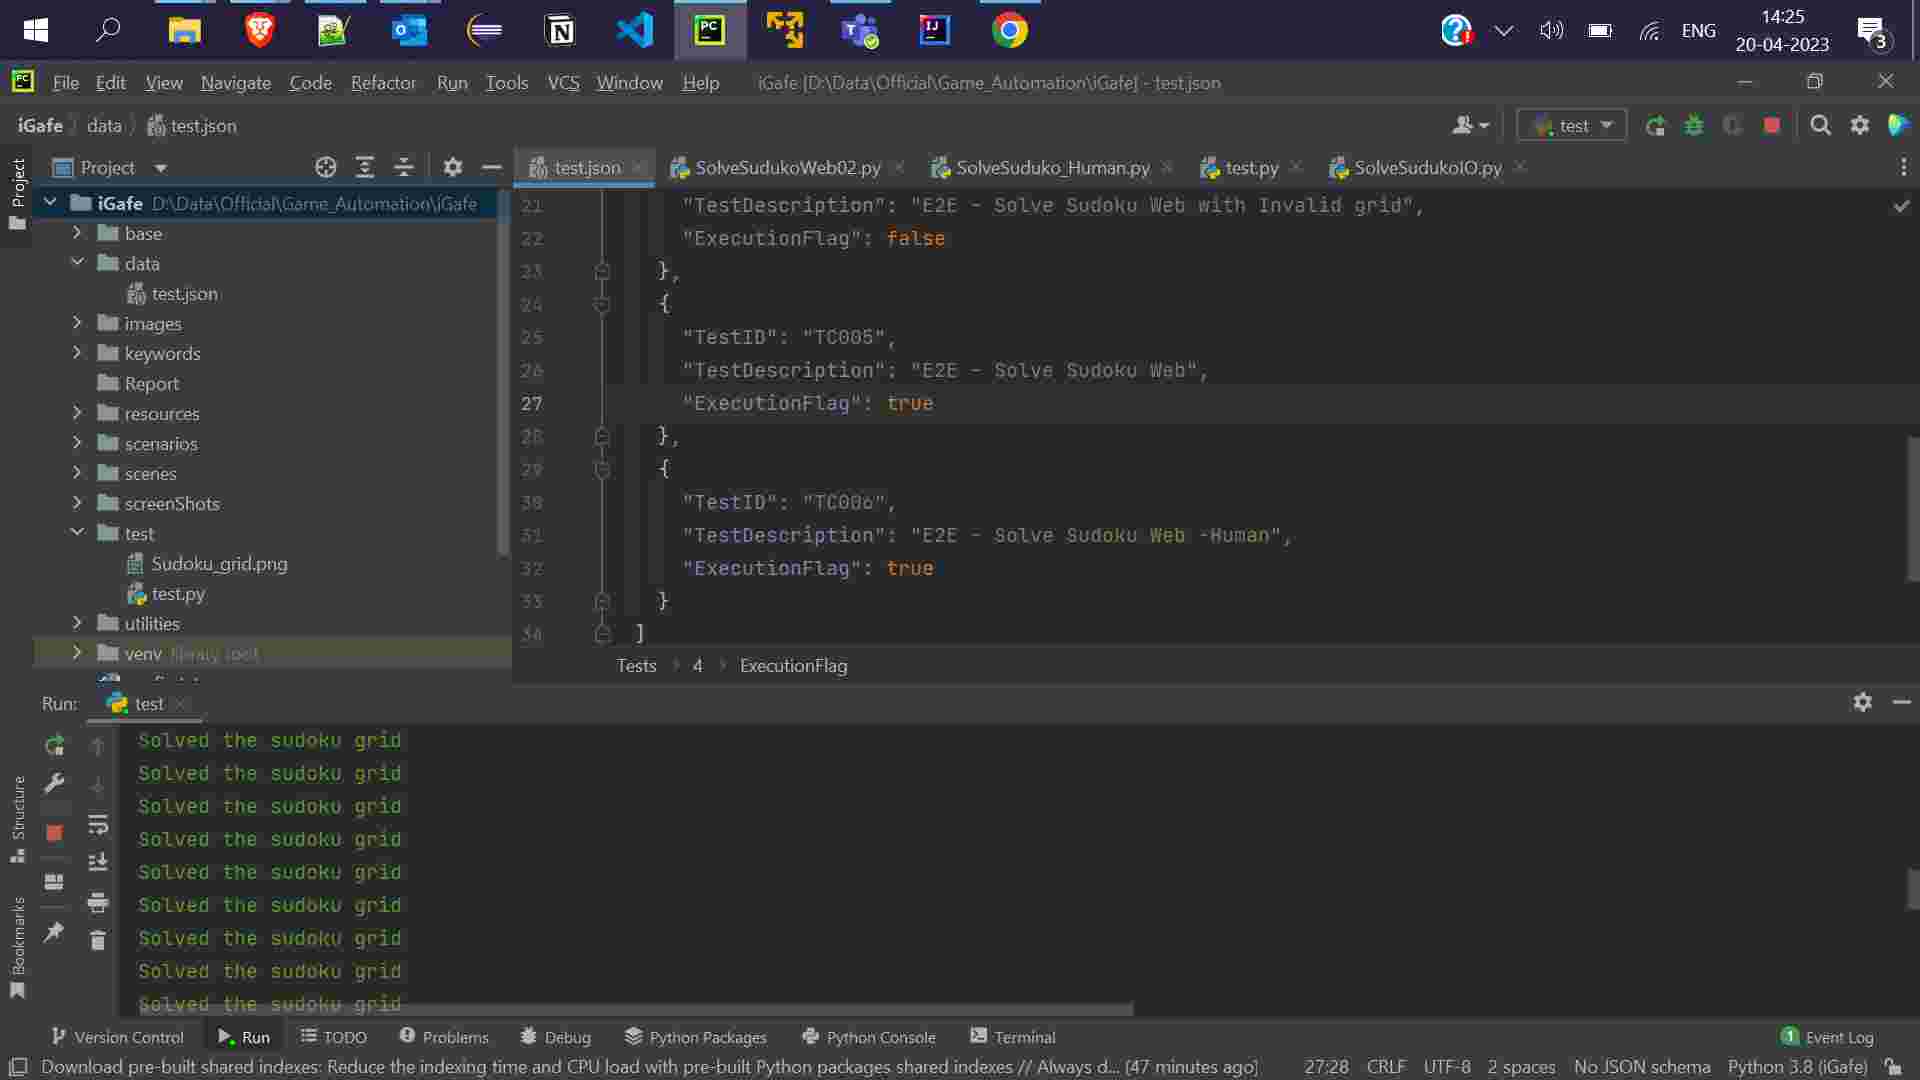 ENG
14:25
20-04-2023
3
PC
File Edit View Navigate Code Refactor Run Tools VCS Window Help iGafe [D:\Data\Official\Game_Automation\iGafe] - test.json
iGafe data test.json
test
Project
test.json SolveSudukoWeb02.py SolveSuduko_Human.py test.py SolveSudukoIO.py
Project
iGafe D:\Data\Official\Game_Automation\iGafe
base
data
test.json
images
keywords
Report
resources
scenarios
scenes
screenShots
test
Sudoku_grid.png
test.py
utilities
venv library root
21 "TestDescription": "E2E - Solve Sudoku Web with Invalid grid",
22 "ExecutionFlag": false
23 },
24 {
25 "TestID": "TC005",
26 "TestDescription": "E2E - Solve Sudoku Web",
27 "ExecutionFlag": true
28 },
29 {
30 "TestID": "TC006",
31 "TestDescription": "E2E - Solve Sudoku Web -Human",
32 "ExecutionFlag": true
33 }
34 ]
Tests 4 ExecutionFlag
Run: test
Solved the sudoku grid
Solved the sudoku grid
Solved the sudoku grid
Solved the sudoku grid
Solved the sudoku grid
Solved the sudoku grid
Solved the sudoku grid
Solved the sudoku grid
Solved the sudoku grid
Structure
Bookmarks
Version Control Run TODO Problems Debug Python Packages Python Console Terminal 1 Event Log
Download pre-built shared indexes: Reduce the indexing time and CPU load with pre-built Python packages shared indexes // Always d... (47 minutes ago) 27:28 CRLF UTF-8 2 spaces No JSON schema Python 3.8 (iGafe)